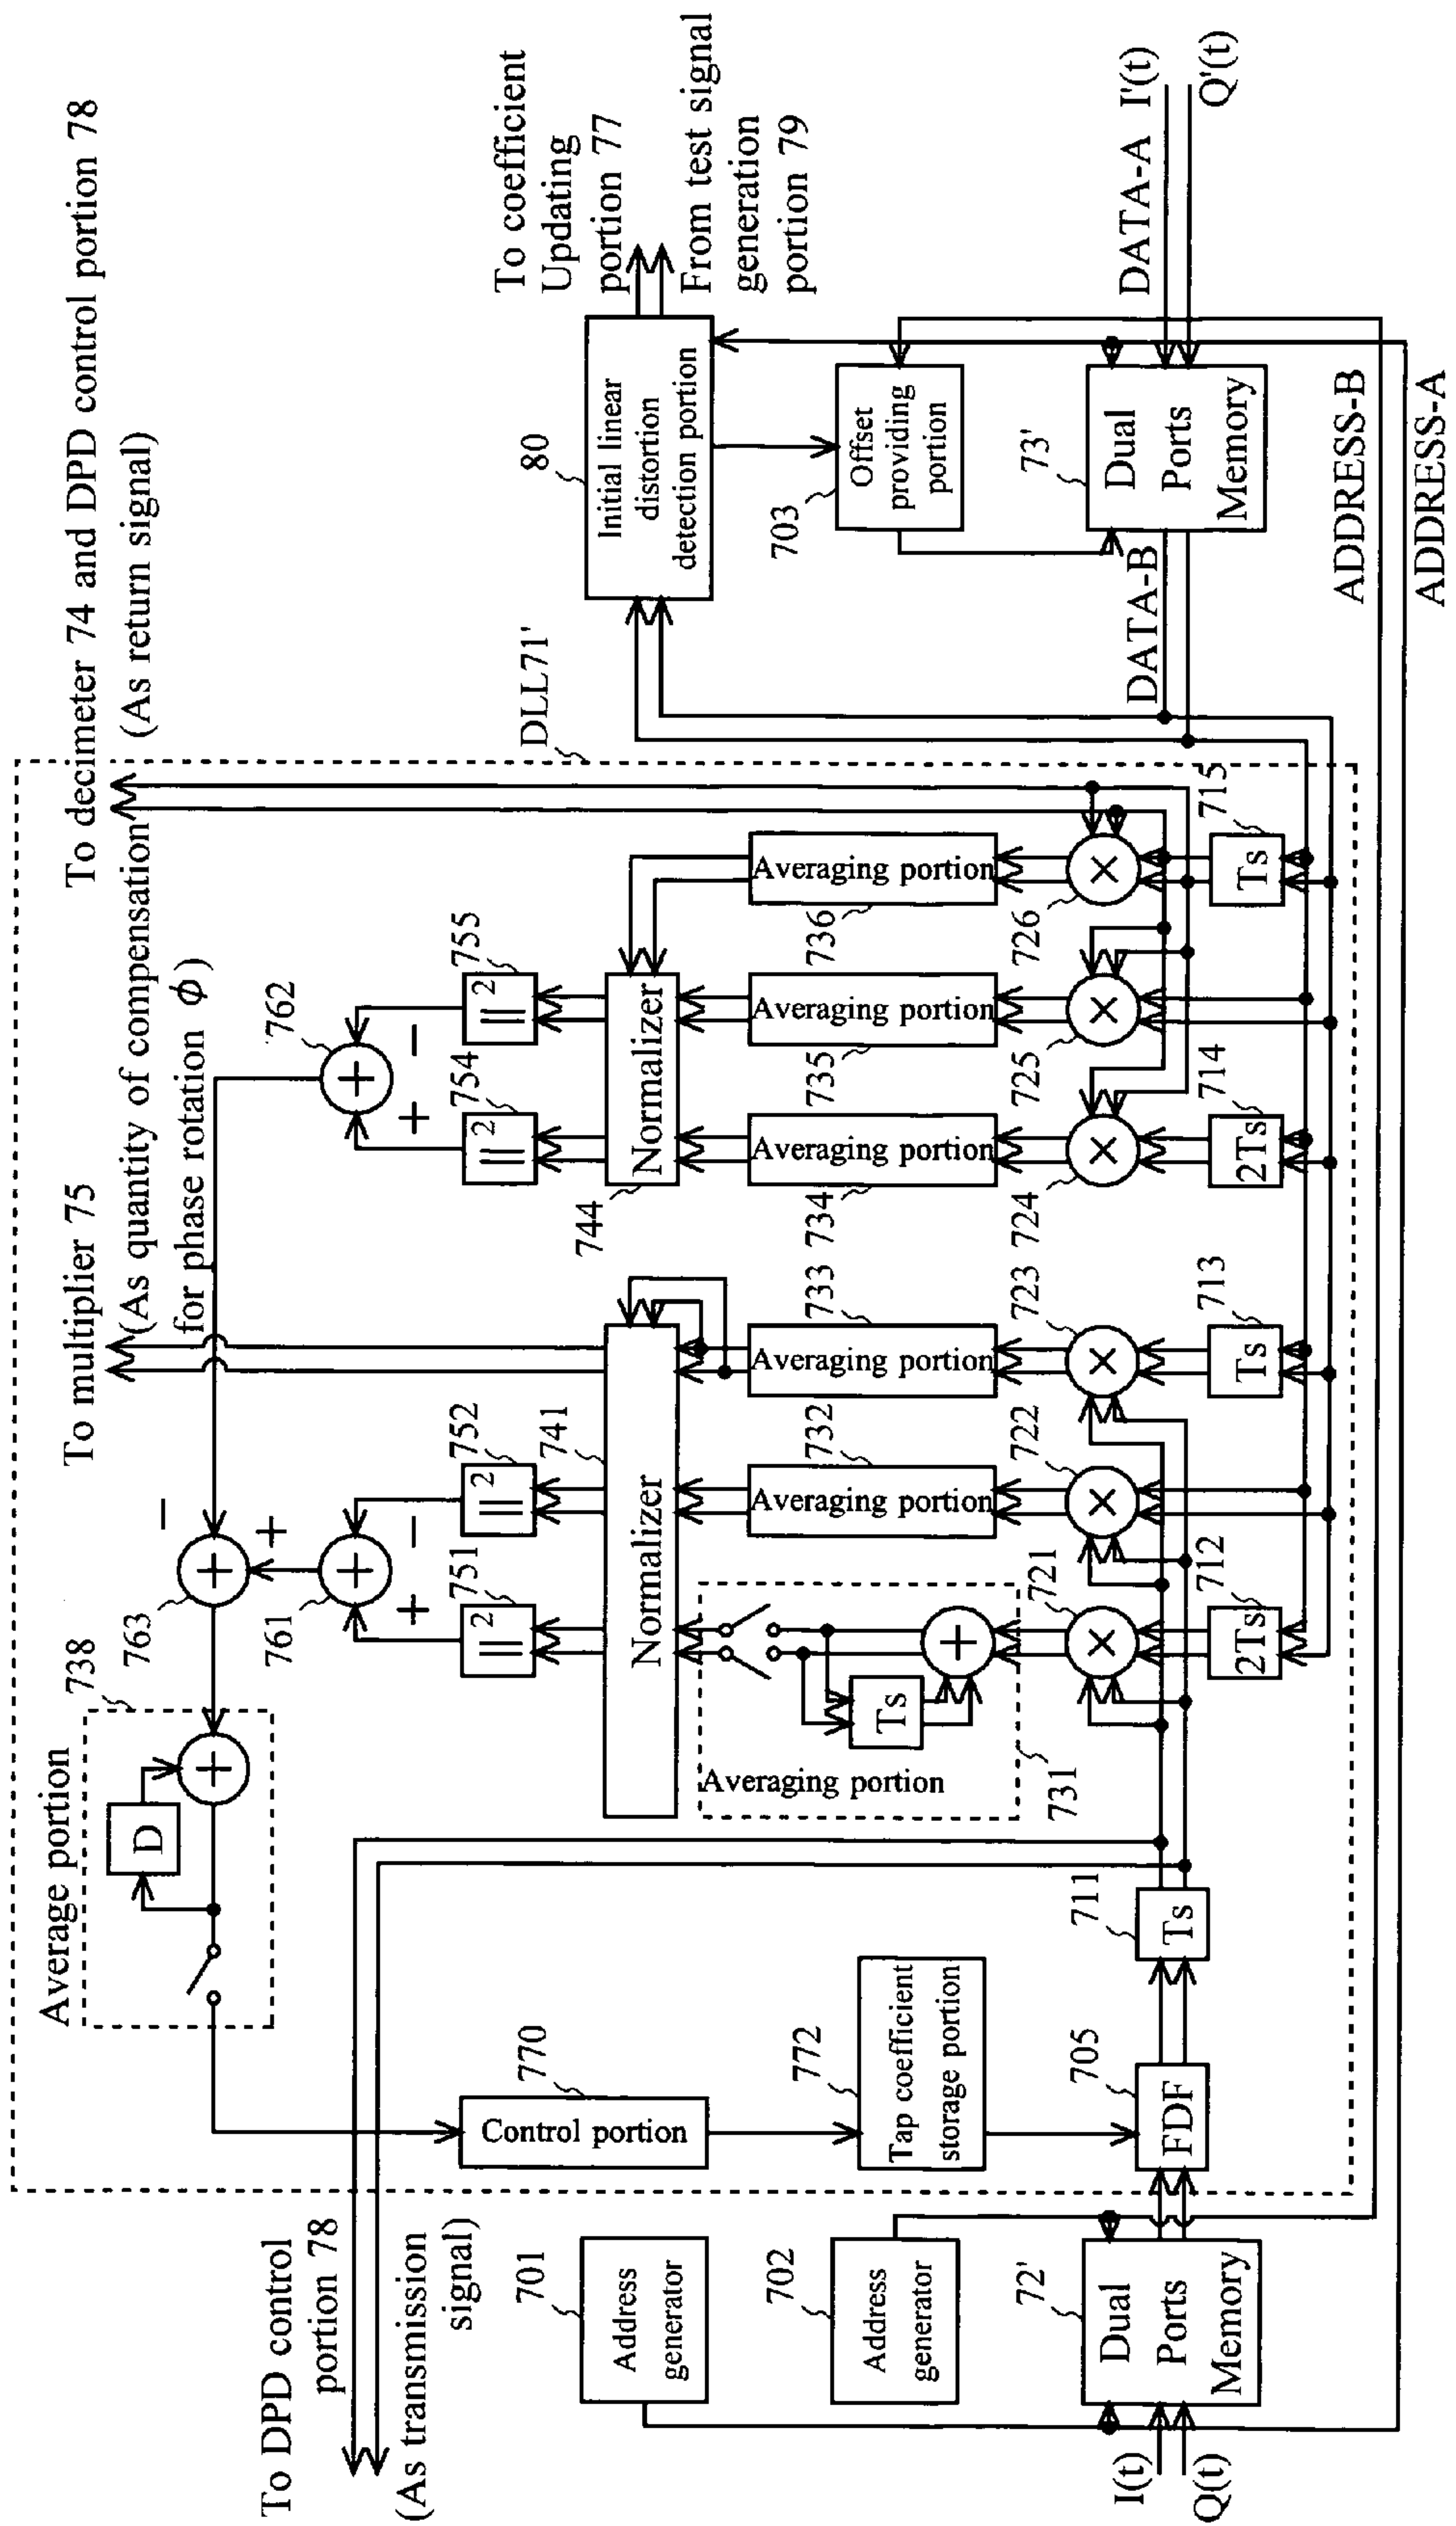 To decimeter 74 and DPD control portion 78
(As return signal)
To multiplier 75
(As quantity of compensation
for phase rotation ϕ )
To DPD control
portion 78
(As transmission
signal)
Average portion
738
D
763
−
+
761
+
−
762
+
−
751
|| 2
752
|| 2
754
|| 2
755
|| 2
DLL71'
To coefficient
Updating
portion 77
From test signal
generation
portion 79
80
Initial linear
distortion
detection portion
703
Offset
providing
portion
73'
Dual
Ports
Memory
DATA-B
DATA-A
I'(t)
Q'(t)
ADDRESS-B
ADDRESS-A
770
Control portion
772
Tap coefficient
storage portion
705
FDF
711
Ts
741
Normalizer
744
Normalizer
Ts
Averaging portion
731
732
Averaging portion
733
Averaging portion
734
Averaging portion
735
Averaging portion
736
Averaging portion
721
×
722
×
723
×
724
×
725
×
726
×
712
2Ts
713
Ts
714
2Ts
715
Ts
701
Address
generator
702
Address
generator
72'
Dual
Ports
Memory
I(t)
Q(t)